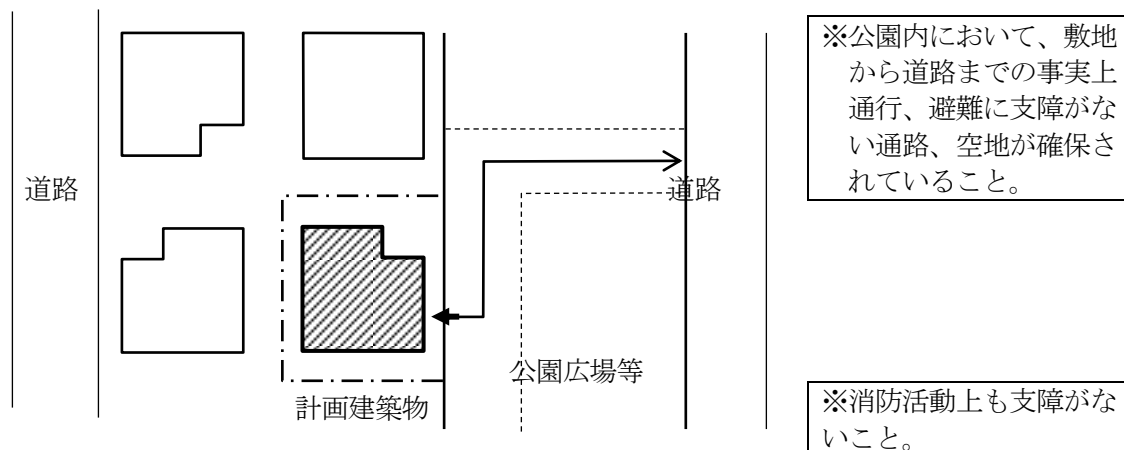 ※公園内において、敷地
から道路までの事実上
通行、避難に支障がな
い通路、空地が確保さ
れていること。
道路
道路
公園広場等
計画建築物
※消防活動上も支障がな
いこと。